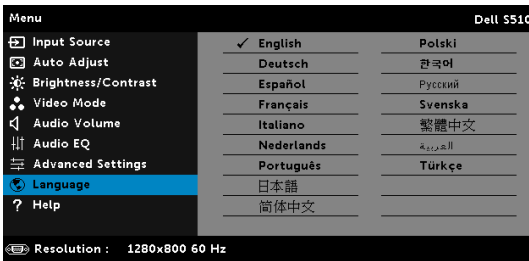 Menu
Dell S510
Input Source
Auto Adjust
Brightness/Contrast
Video Mode
Audio Volume
Audio EQ
Advanced Settings
Language
? Help
✓ English
Deutsch
Español
Français
Italiano
Nederlands
Português
日本語
简体中文
Polski
한국어
Русский
Svenska
繁體中文
العربية
Türkçe
Resolution : 1280x800 60 Hz